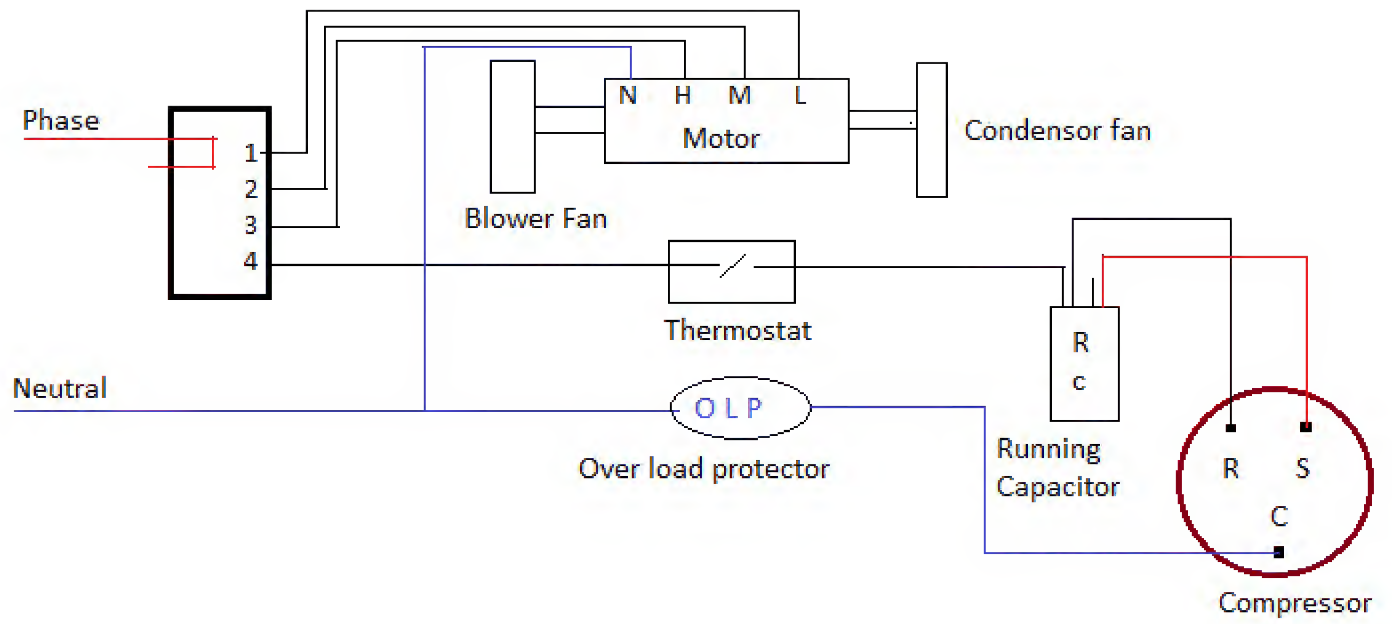 Phase
1
2
3
4
N H M L
Motor
Blower Fan
Condensor fan
Thermostat
Neutral
O L P
Over load protector
R
c
Running
Capacitor
R S
C
Compressor